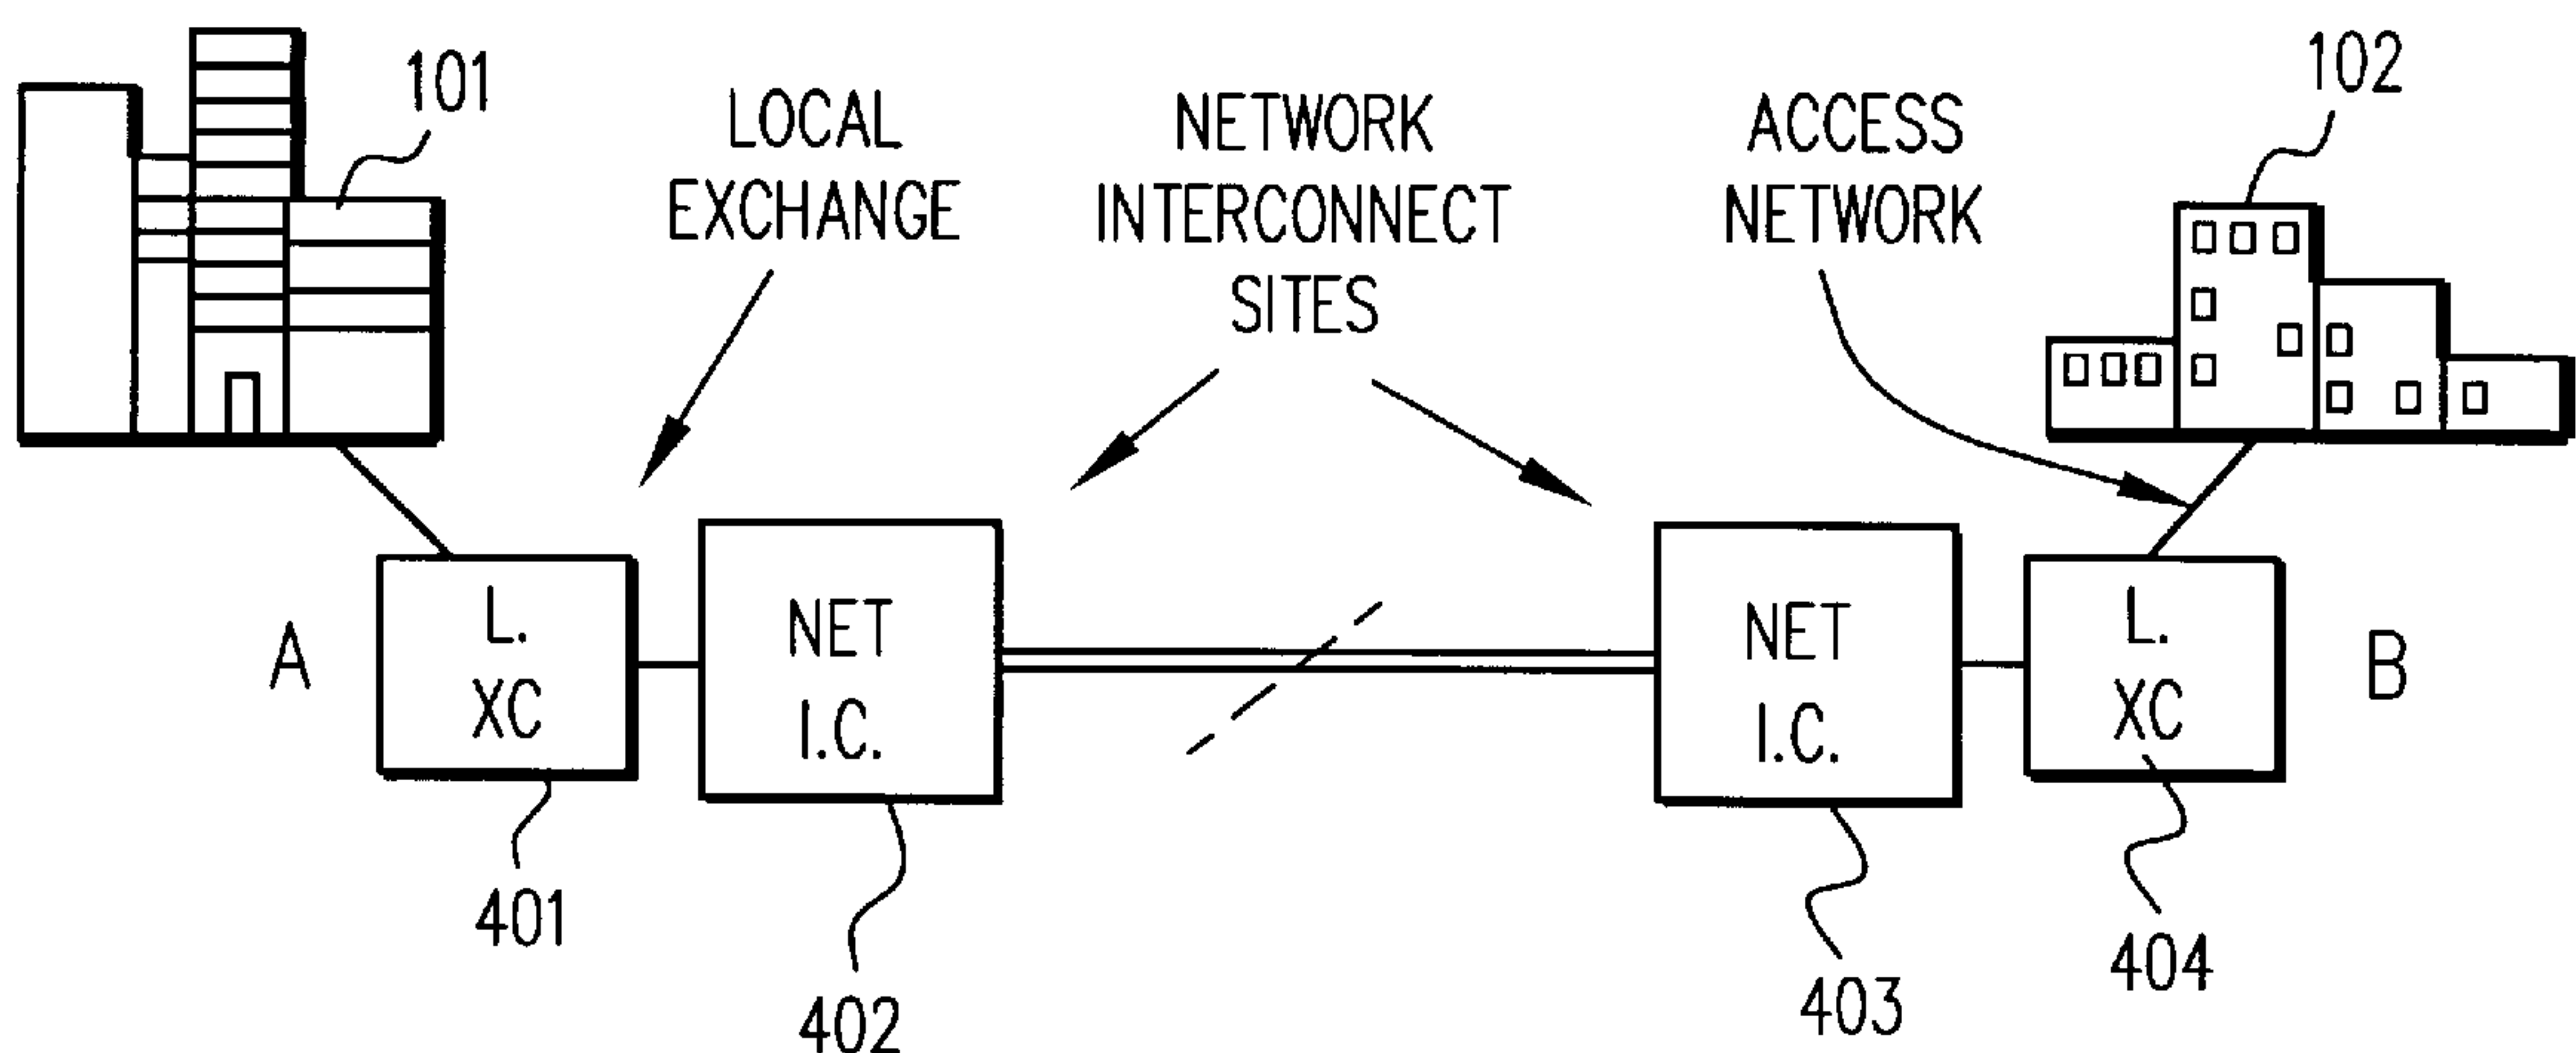 101
LOCAL
EXCHANGE
NETWORK
INTERCONNECT
SITES
ACCESS
NETWORK
102
A
L.
XC
NET
I.C.
NET
I.C.
L.
XC
B
401
402
403
404